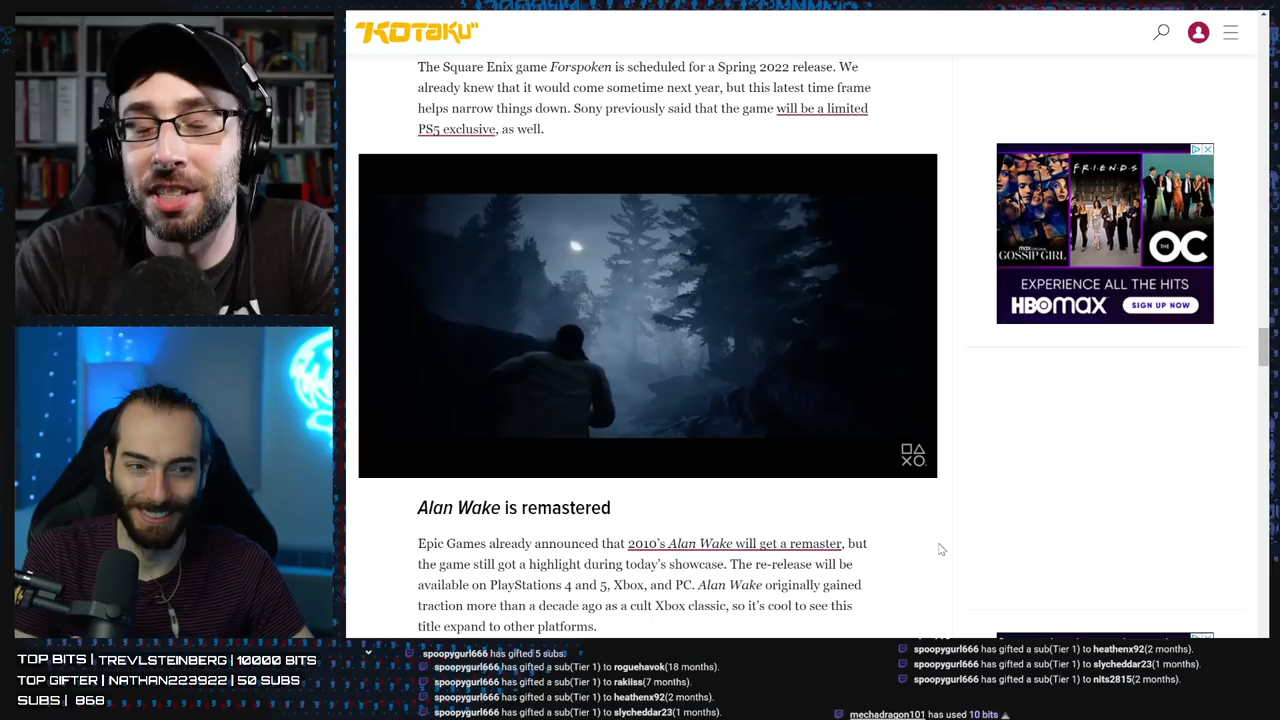 KOTAKU
The Square Enix game Forspoken is scheduled for a Spring 2022 release. We
already knew that it would come sometime next year, but this latest time frame
helps narrow things down. Sony previously said that the game will be a limited
PS5 exclusive, as well.
Alan Wake is remastered
Epic Games already announced that 2010's Alan Wake will get a remaster, but
the game still got a highlight during today's showcase. The re-release will be
available on PlayStations 4 and 5, Xbox, and PC. Alan Wake originally gained
traction more than a decade ago as a cult Xbox classic, so it's cool to see this
title expand to other platforms.
F·R·I·E·N·D·S
max ORIGINAL
GOSSIP GIRL
THE OC
EXPERIENCE ALL THE HITS
HBOMAX SIGN UP NOW
TOP BITS | TREVLSTEINBERG | 10000 BITS
TOP GIFTER | NATHAN223922 | 50 SUBS
SUBS | 868
spoopygurl666 has gifted 5 subs.
spoopygurl666 has gifted a sub(Tier 1) to roguehavok(18 months).
spoopygurl666 has gifted a sub(Tier 1) to rakiiss(7 months).
spoopygurl666 has gifted a sub(Tier 1) to heathenx92(2 months).
spoopygurl666 has gifted a sub(Tier 1) to slycheddar23(1 months).
spoopygurl666 has gifted a sub(Tier 1) to heathenx92(2 months).
spoopygurl666 has gifted a sub(Tier 1) to slycheddar23(1 months).
spoopygurl666 has gifted a sub(Tier 1) to nits2815(2 months).
mechadragon101 has used 10 bits